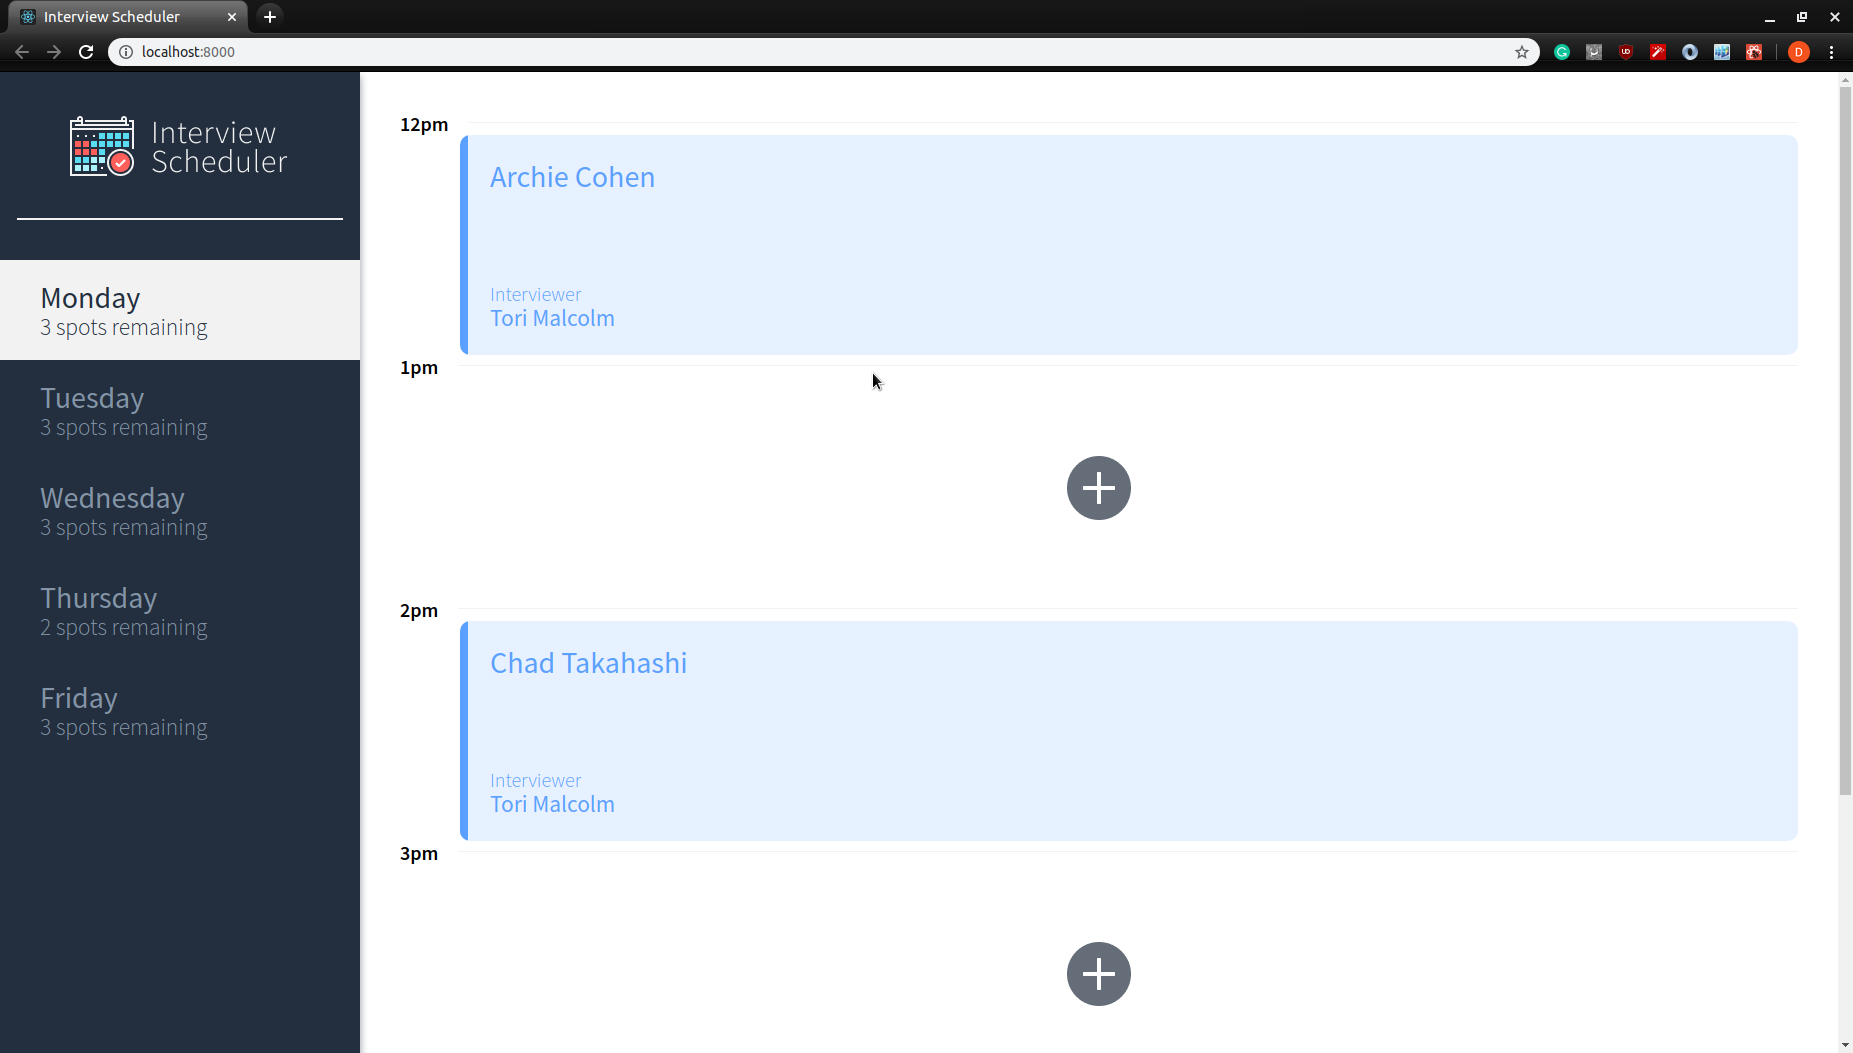 Interview Scheduler
localhost:8000
D
Interview
Scheduler
Monday
3 spots remaining
Tuesday
3 spots remaining
Wednesday
3 spots remaining
Thursday
2 spots remaining
Friday
3 spots remaining
12pm
Archie Cohen
Interviewer
Tori Malcolm
1pm
2pm
Chad Takahashi
Interviewer
Tori Malcolm
3pm